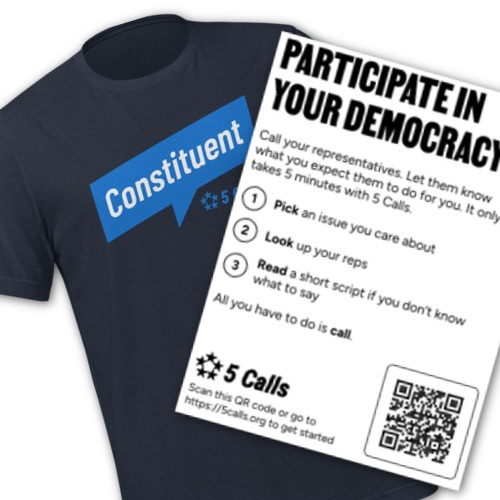 Constituent
5
PARTICIPATE IN
YOUR DEMOCRACY
Call your representatives. Let them know
what you expect them to do for you. It only
takes 5 minutes with 5 Calls.
1 Pick an issue you care about
2 Look up your reps
3 Read a short script if you don't know
what to say
All you have to do is call.
5 Calls
Scan this QR code or go to
https://5calls.org to get started